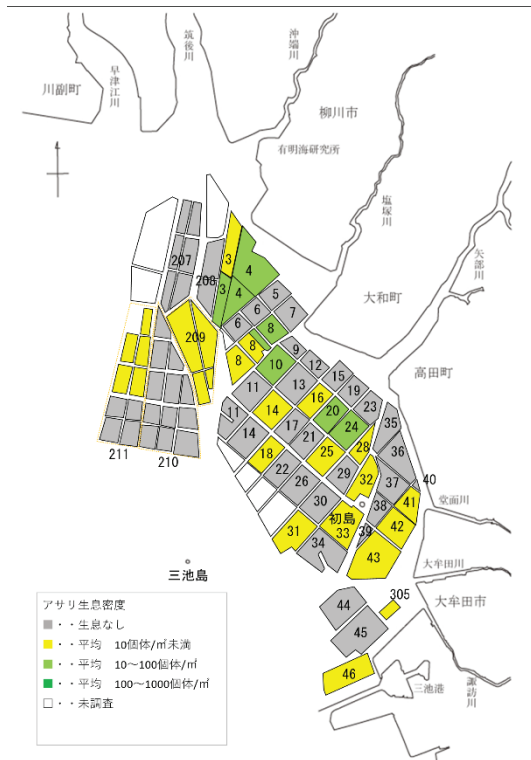 川副町
早津江川
筑後川
沖端川
柳川市
有明海研究所
塩塚川
矢部川
大和町
高田町
207
208
3
4
3
4
5
6
6
7
8
8
8
209
9
10
12
15
11
13
16
19
23
11
14
20
24
35
14
17
21
28
36
18
25
22
29
32
37
40
26
38
41
30
堂面川
初島
33
39
42
31
34
43
211
210
三池島
大牟田川
大牟田市
305
44
45
46
三池港
諏訪川
アサリ生息密度
・・生息なし
・・平均 10個体/㎡未満
・・平均 10～100個体/㎡
・・平均 100～1000個体/㎡
・・未調査